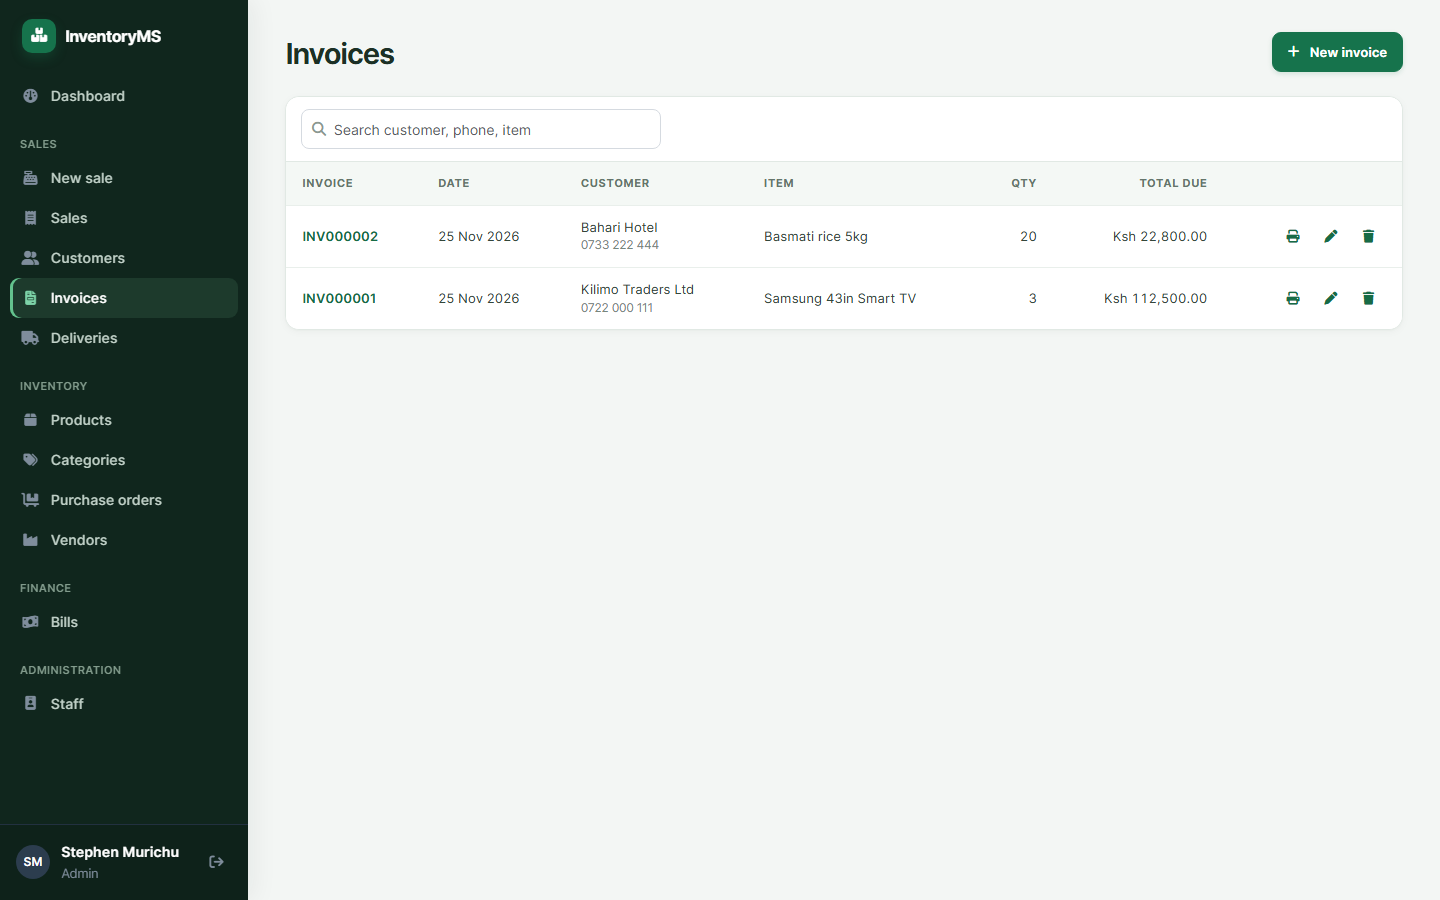 InventoryMS
Dashboard
SALES
New sale
Sales
Customers
Invoices
Deliveries
INVENTORY
Products
Categories
Purchase orders
Vendors
FINANCE
Bills
ADMINISTRATION
Staff
SM
Stephen Murichu
Admin
Invoices
New invoice
Search customer, phone, item
INVOICE DATE CUSTOMER ITEM QTY TOTAL DUE
INV000002 25 Nov 2026 Bahari Hotel Basmati rice 5kg 20 Ksh 22,800.00
0733 222 444
INV000001 25 Nov 2026 Kilimo Traders Ltd Samsung 43in Smart TV 3 Ksh 112,500.00
0722 000 111